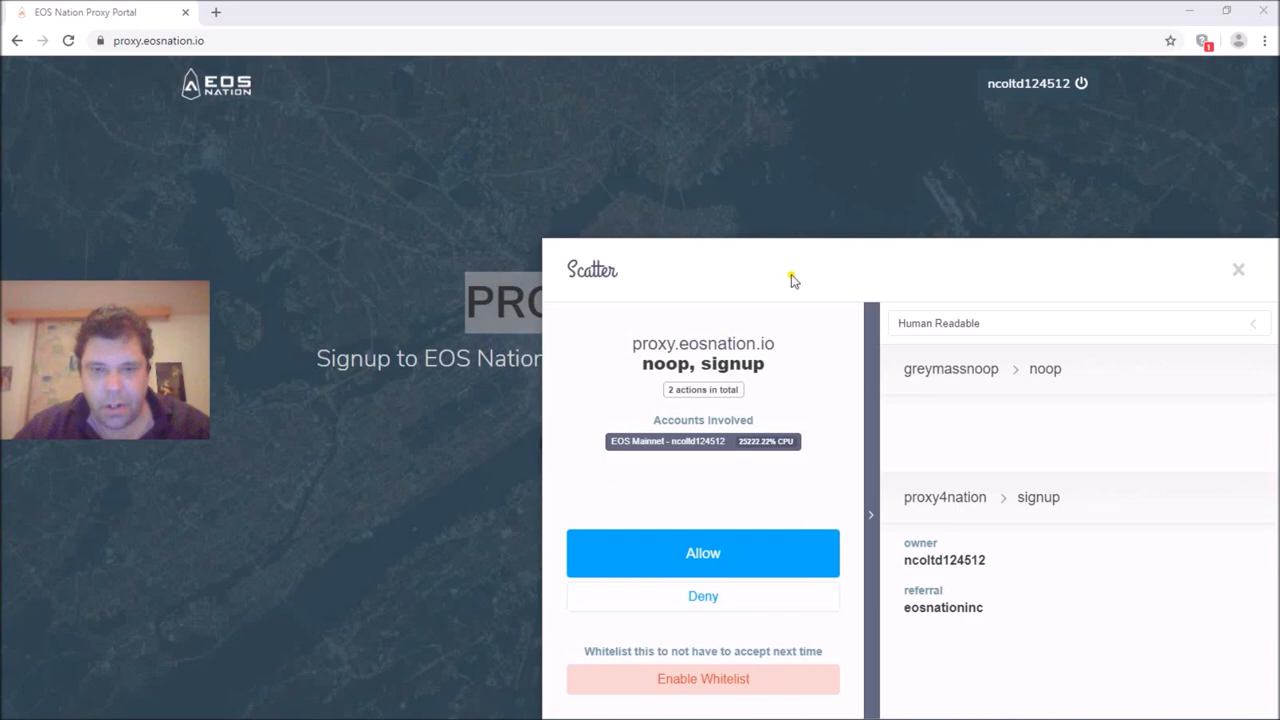 EOS Nation Proxy Portal
proxy.eosnation.io
1
EOS
NATION
ncoltd124512
PRO
Signup to EOS Nation
Scatter
proxy.eosnation.io
noop, signup
2 actions in total
Accounts Involved
EOS Mainnet - ncoltd124512 25222.22% CPU
Allow
Deny
Whitelist this to not have to accept next time
Enable Whitelist
Human Readable
greymassnoop > noop
proxy4nation > signup
owner
ncoltd124512
referral
eosnationinc